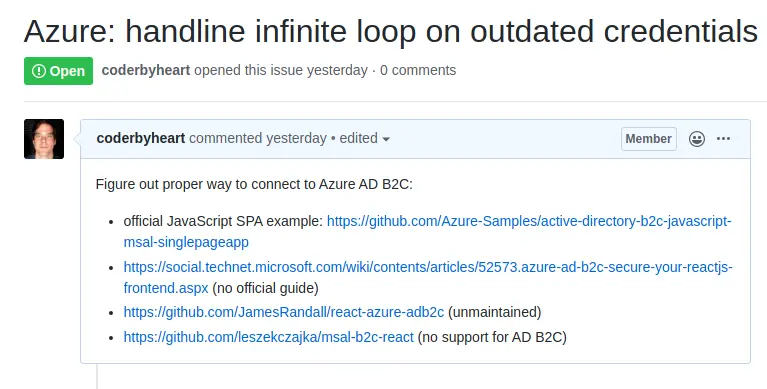 Azure: handline infinite loop on outdated credentials
Open coderbyheart opened this issue yesterday · 0 comments
coderbyheart commented yesterday • edited Member
Figure out proper way to connect to Azure AD B2C:
• official JavaScript SPA example: https://github.com/Azure-Samples/active-directory-b2c-javascript-
msal-singlepageapp
• https://social.technet.microsoft.com/wiki/contents/articles/52573.azure-ad-b2c-secure-your-reactjs-
frontend.aspx (no official guide)
• https://github.com/JamesRandall/react-azure-adb2c (unmaintained)
• https://github.com/leszekczajka/msal-b2c-react (no support for AD B2C)